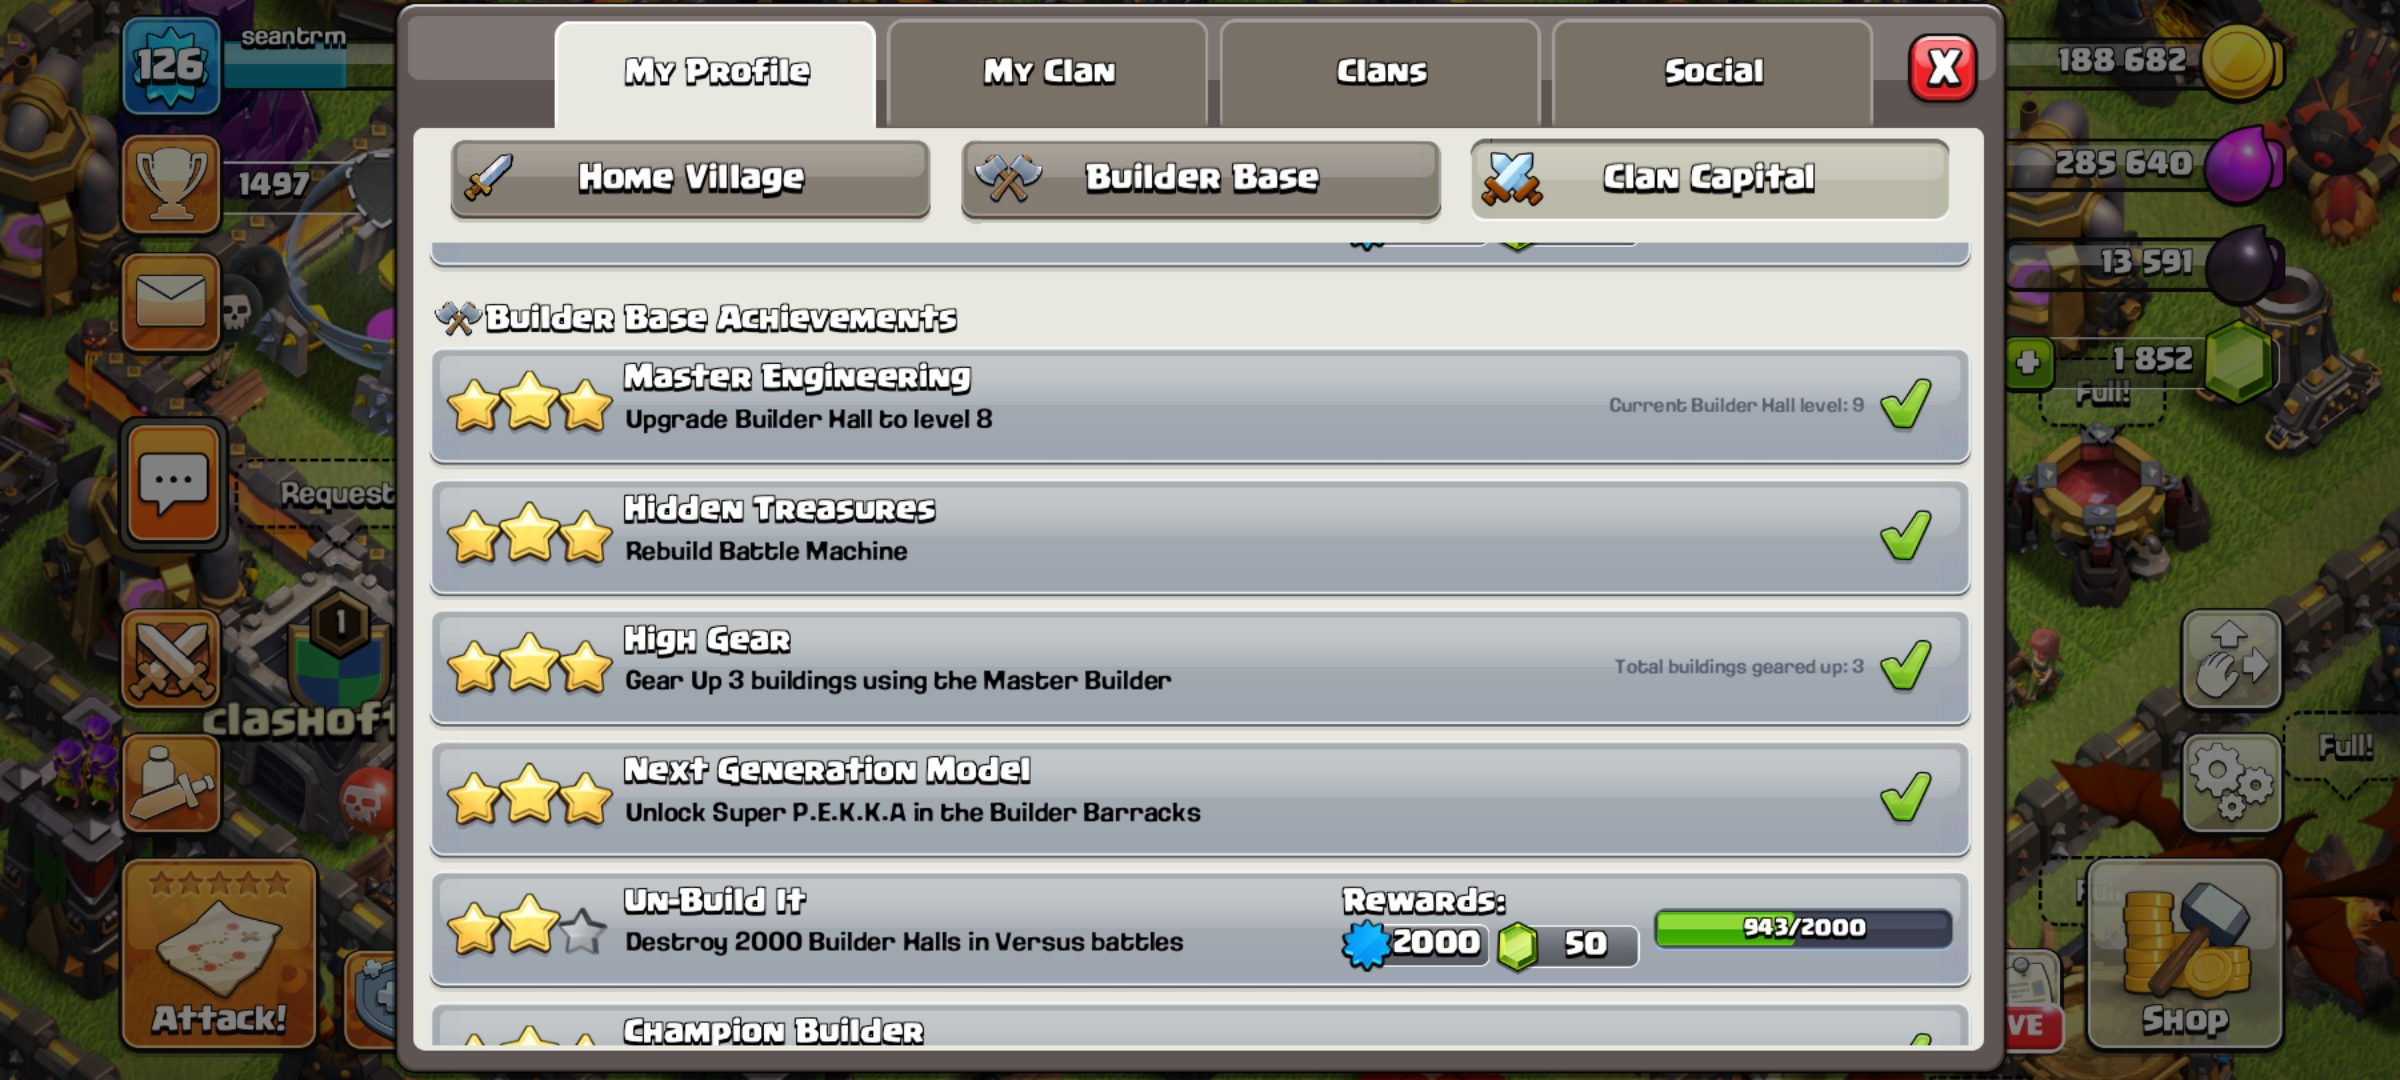 126
seantrm
My Profile
My Clan
Clans
Social
X
188 682
1497
Home Village
Builder Base
Clan Capital
285 640
13 591
Builder Base Achievements
1 852
Full!
Master Engineering
Upgrade Builder Hall to level 8
Current Builder Hall level: 9
Request
Hidden Treasures
Rebuild Battle Machine
High Gear
Gear Up 3 buildings using the Master Builder
Total buildings geared up: 3
1
clashoft
Next Generation Model
Unlock Super P.E.K.K.A in the Builder Barracks
Full!
Un-Build It
Destroy 2000 Builder Halls in Versus battles
Rewards:
2000
50
943/2000
Attack!
Champion Builder
VE
Shop